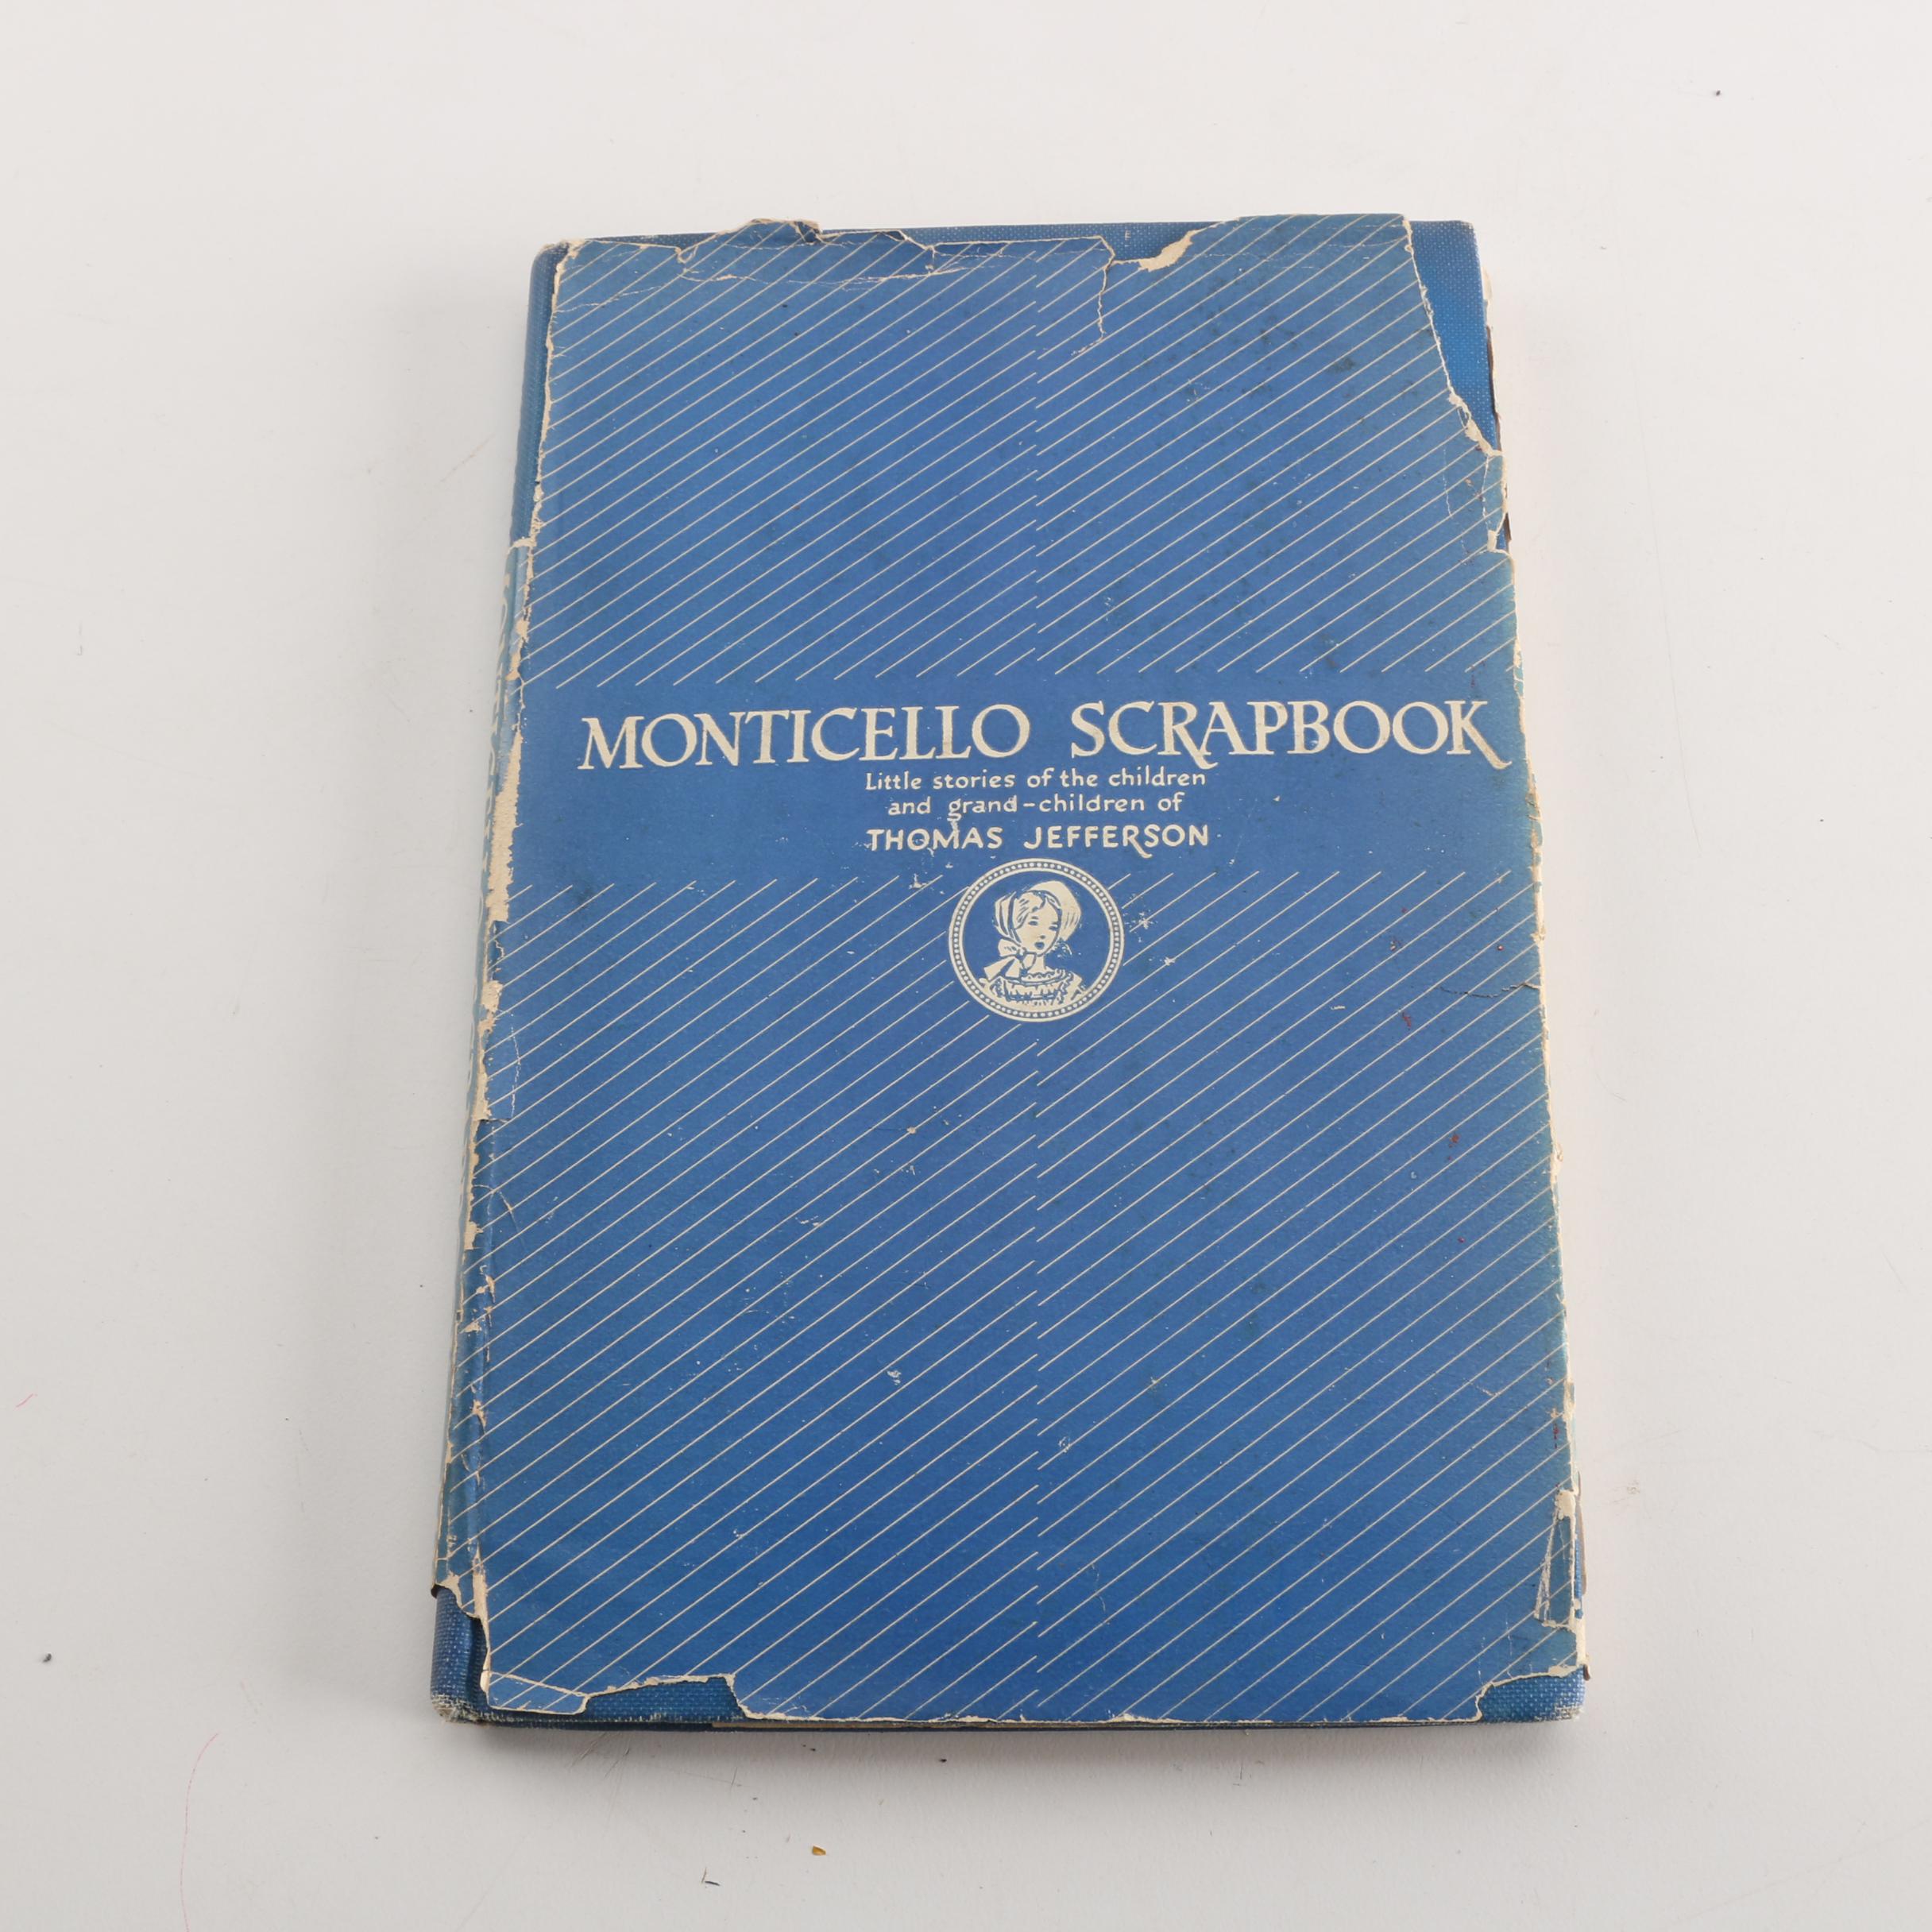 MONTICELLO SCRAPBOOK
Little stories of the children
and grand-children of
THOMAS JEFFERSON